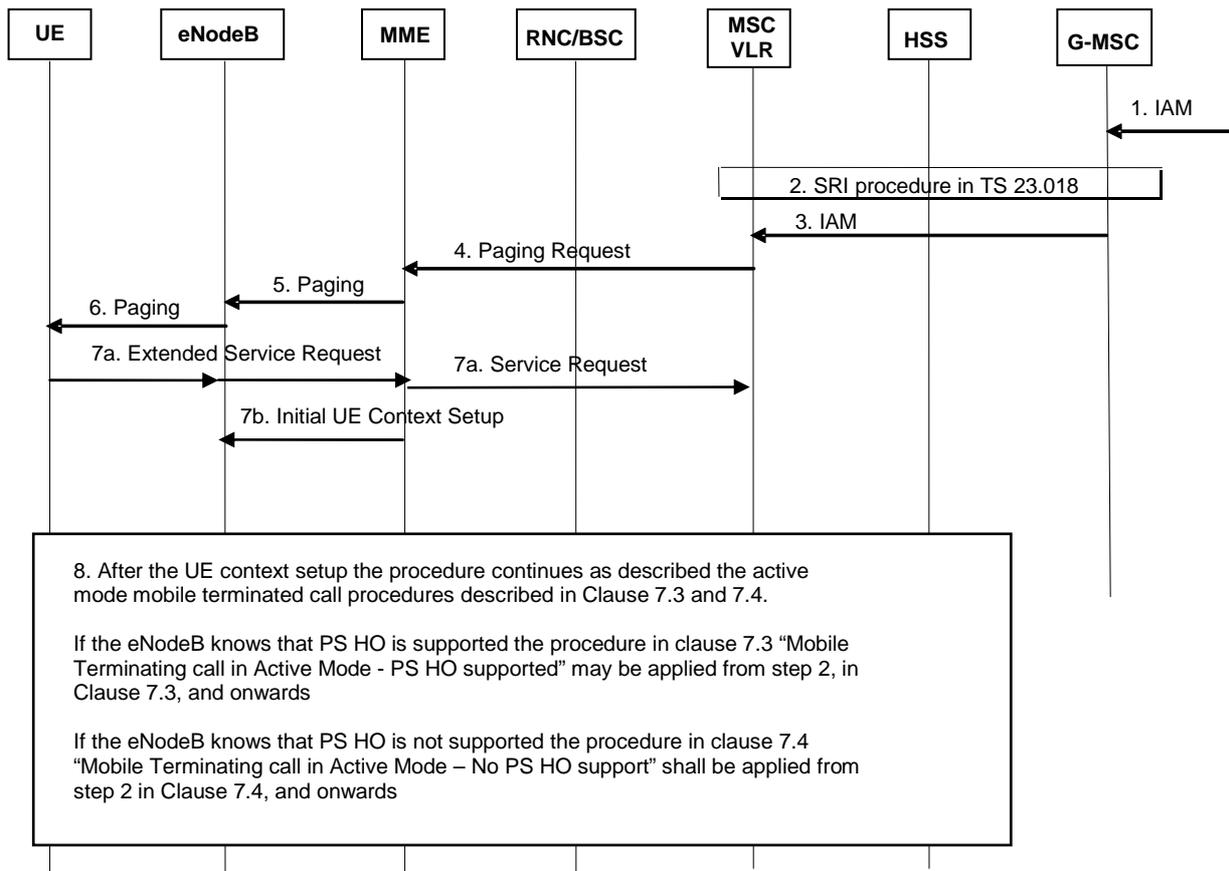 UE
eNodeB
MME
RNC/BSC
MSC
VLR
HSS
G-MSC
1. IAM
2. SRI procedure in TS 23.018
3. IAM
4. Paging Request
5. Paging
6. Paging
7a. Extended Service Request
7a. Service Request
7b. Initial UE Context Setup
8. After the UE context setup the procedure continues as described the active
mode mobile terminated call procedures described in Clause 7.3 and 7.4.
If the eNodeB knows that PS HO is supported the procedure in clause 7.3 “Mobile
Terminating call in Active Mode - PS HO supported” may be applied from step 2, in
Clause 7.3, and onwards
If the eNodeB knows that PS HO is not supported the procedure in clause 7.4
“Mobile Terminating call in Active Mode – No PS HO support” shall be applied from
step 2 in Clause 7.4, and onwards